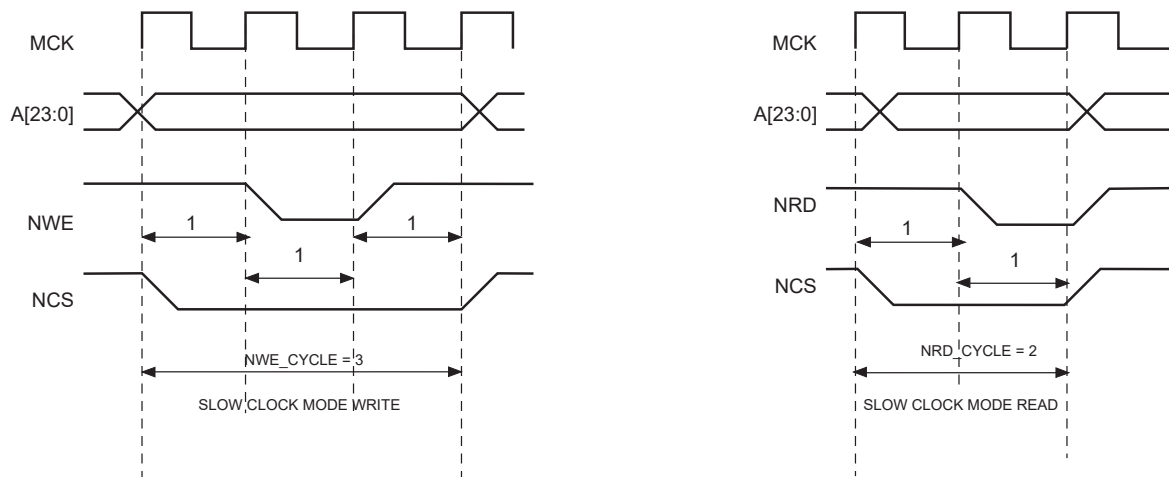 MCK
A[23:0]
NWE
1
1
1
NCS
NWE_CYCLE = 3
SLOW CLOCK MODE WRITE
MCK
A[23:0]
NRD
1
1
NCS
NRD_CYCLE = 2
SLOW CLOCK MODE READ